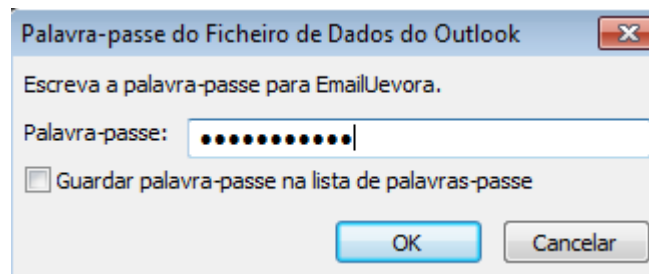 Palavra-passe do Ficheiro de Dados do Outlook
Escreva a palavra-passe para EmailUevora.
Palavra-passe: ●●●●●●●●●●●
Guardar palavra-passe na lista de palavras-passe
OK Cancelar